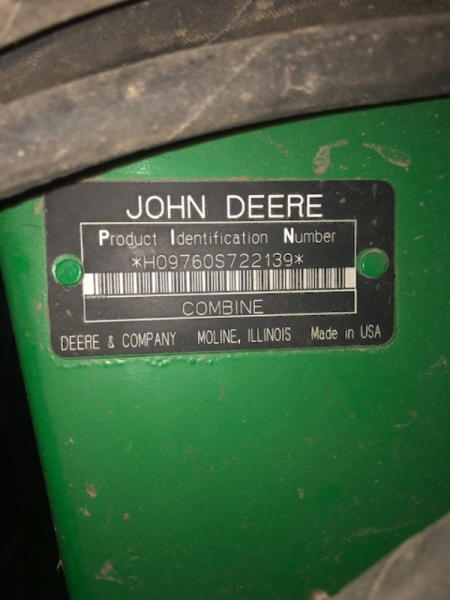 JOHN DEERE
Product Identification Number
*H09760S722139*
COMBINE
DEERE & COMPANY MOLINE, ILLINOIS Made in USA